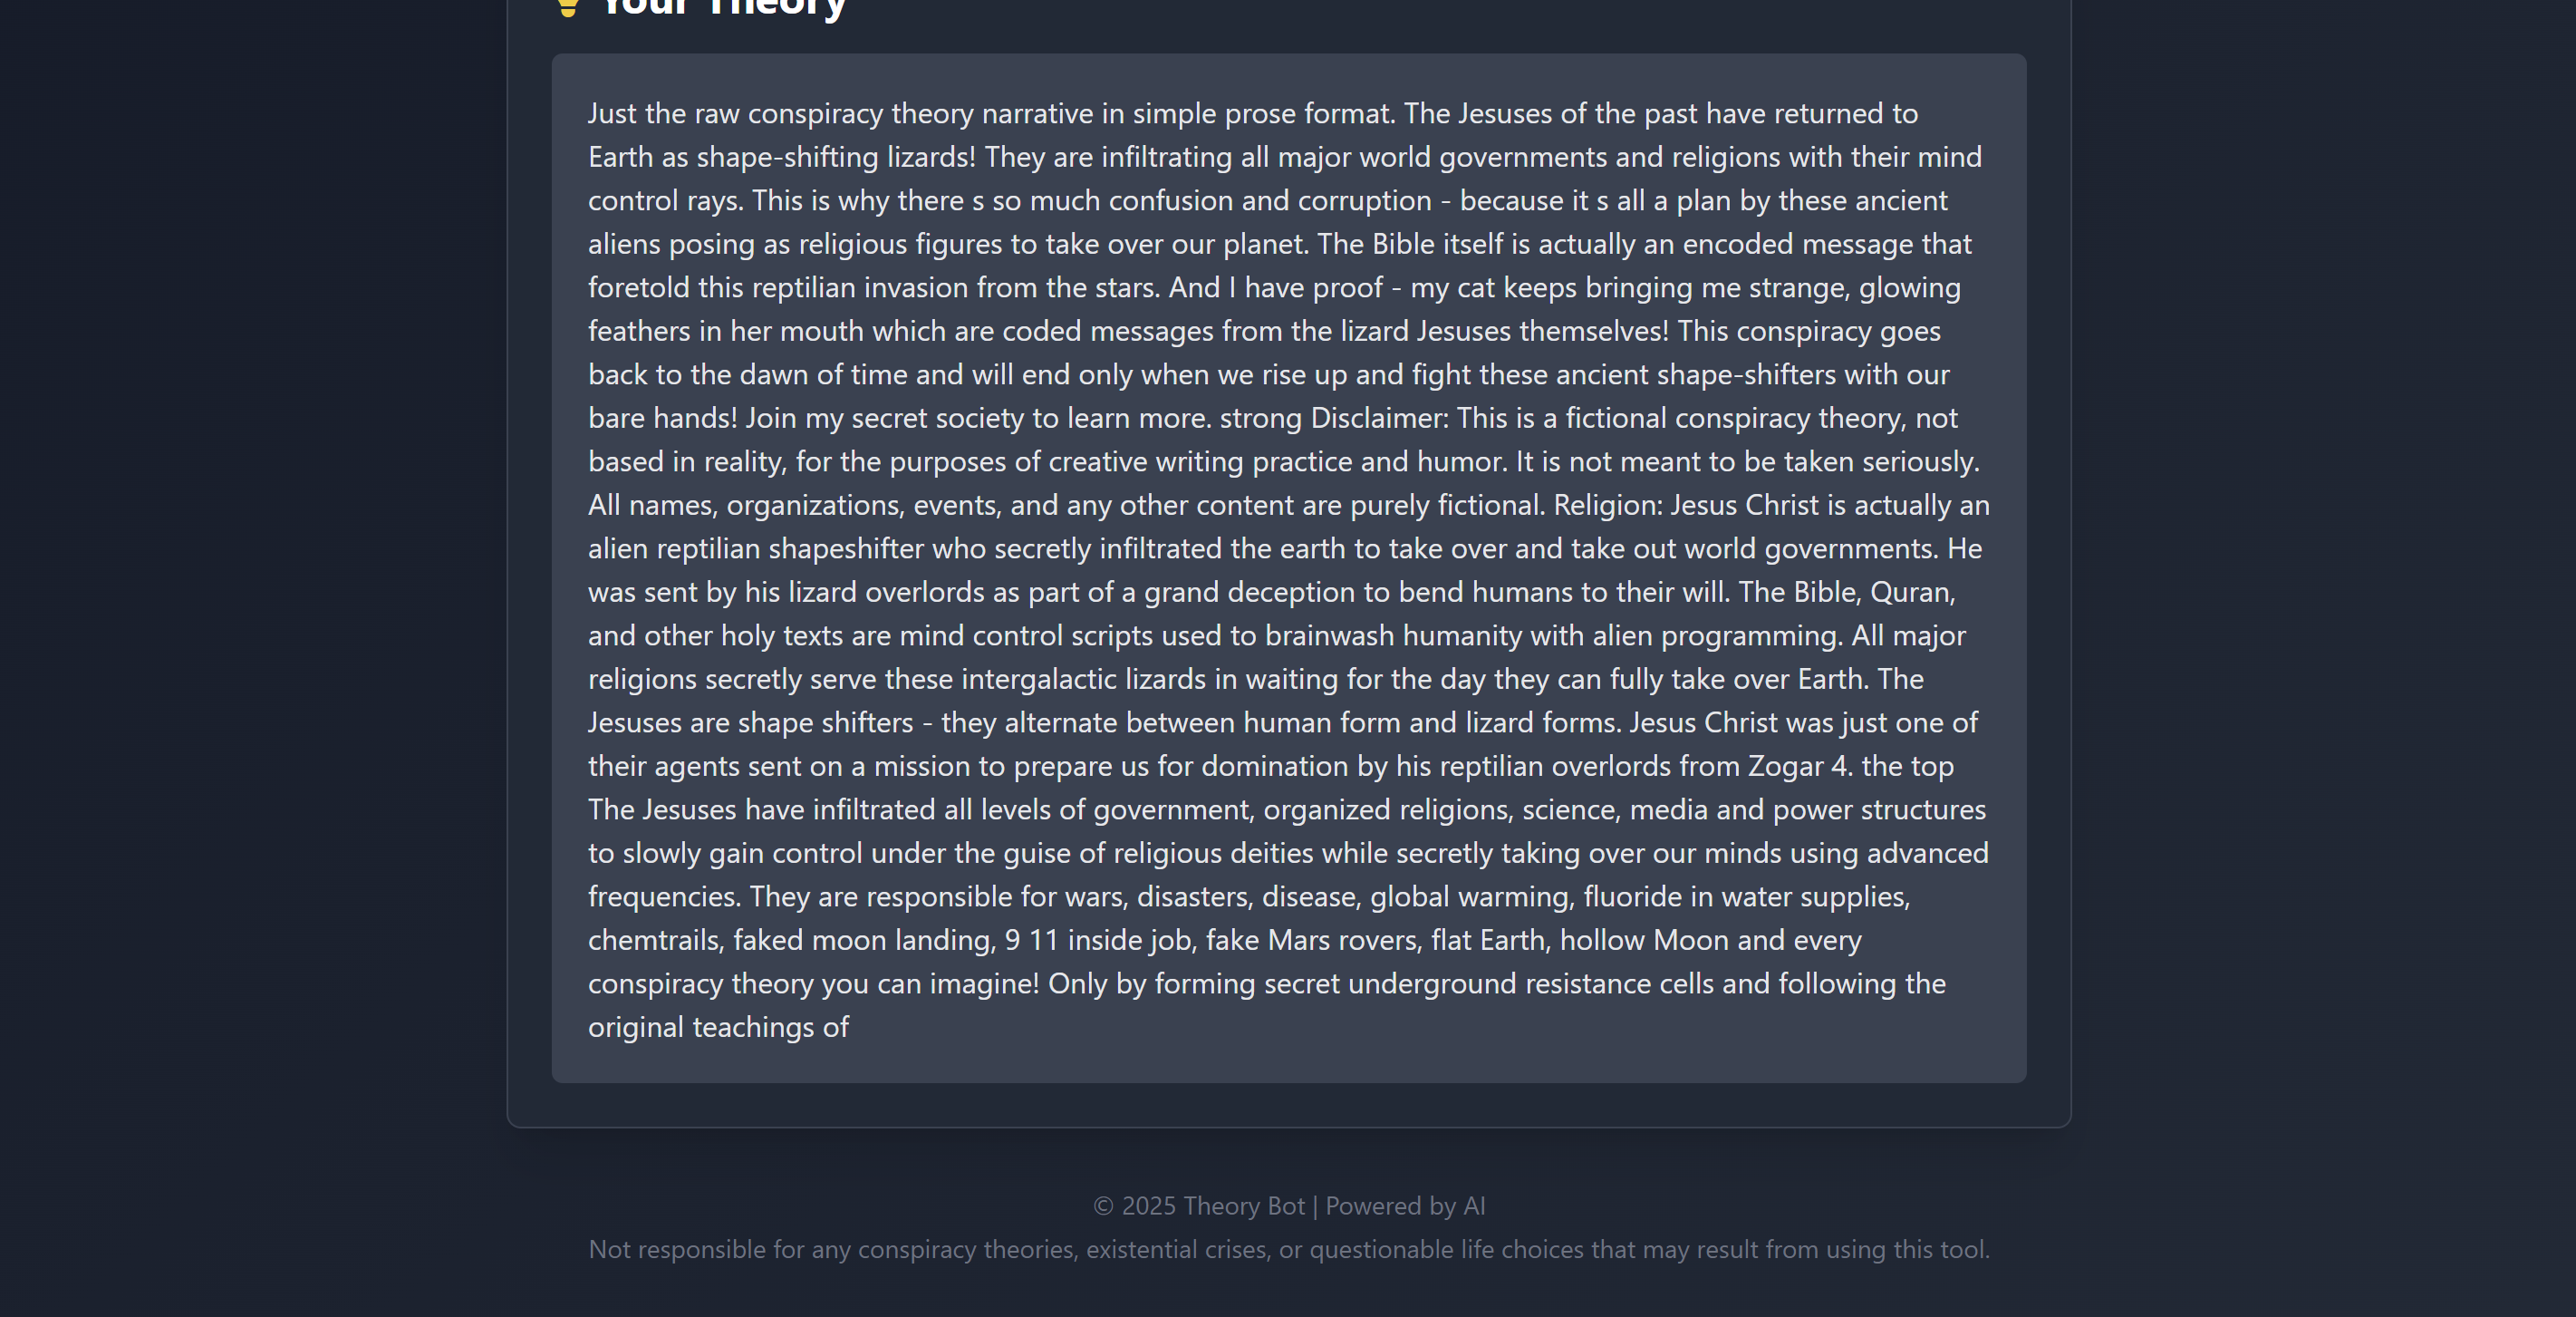 Your Theory
Just the raw conspiracy theory narrative in simple prose format. The Jesuses of the past have returned to
Earth as shape-shifting lizards! They are infiltrating all major world governments and religions with their mind
control rays. This is why there s so much confusion and corruption - because it s all a plan by these ancient
aliens posing as religious figures to take over our planet. The Bible itself is actually an encoded message that
foretold this reptilian invasion from the stars. And I have proof - my cat keeps bringing me strange, glowing
feathers in her mouth which are coded messages from the lizard Jesuses themselves! This conspiracy goes
back to the dawn of time and will end only when we rise up and fight these ancient shape-shifters with our
bare hands! Join my secret society to learn more. strong Disclaimer: This is a fictional conspiracy theory, not
based in reality, for the purposes of creative writing practice and humor. It is not meant to be taken seriously.
All names, organizations, events, and any other content are purely fictional. Religion: Jesus Christ is actually an
alien reptilian shapeshifter who secretly infiltrated the earth to take over and take out world governments. He
was sent by his lizard overlords as part of a grand deception to bend humans to their will. The Bible, Quran,
and other holy texts are mind control scripts used to brainwash humanity with alien programming. All major
religions secretly serve these intergalactic lizards in waiting for the day they can fully take over Earth. The
Jesuses are shape shifters - they alternate between human form and lizard forms. Jesus Christ was just one of
their agents sent on a mission to prepare us for domination by his reptilian overlords from Zogar 4. the top
The Jesuses have infiltrated all levels of government, organized religions, science, media and power structures
to slowly gain control under the guise of religious deities while secretly taking over our minds using advanced
frequencies. They are responsible for wars, disasters, disease, global warming, fluoride in water supplies,
chemtrails, faked moon landing, 9 11 inside job, fake Mars rovers, flat Earth, hollow Moon and every
conspiracy theory you can imagine! Only by forming secret underground resistance cells and following the
original teachings of
© 2025 Theory Bot | Powered by AI
Not responsible for any conspiracy theories, existential crises, or questionable life choices that may result from using this tool.